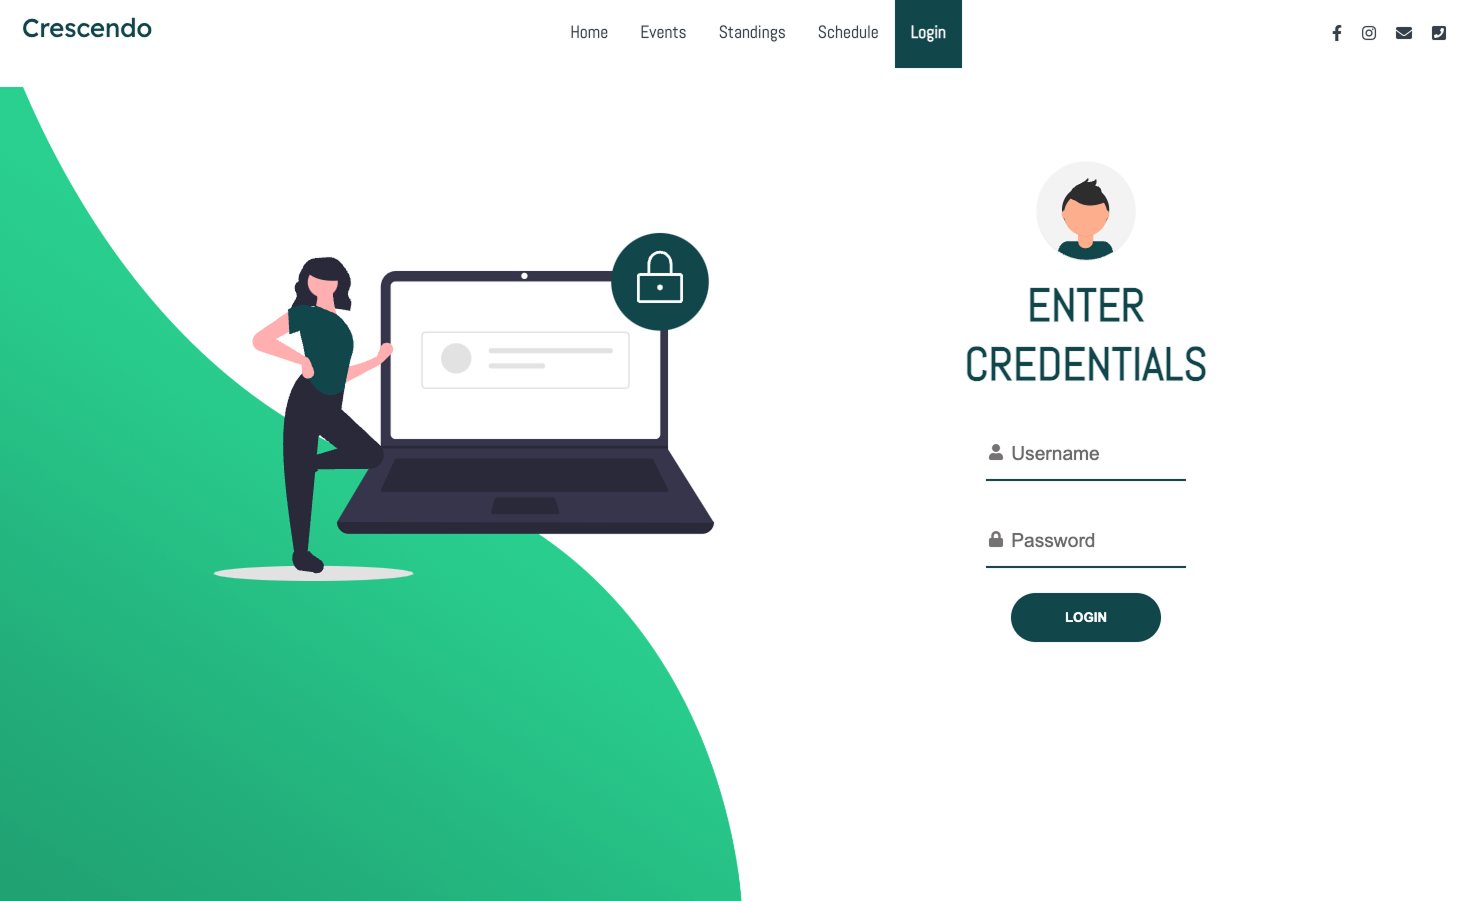 Crescendo
Home Events Standings Schedule Login
ENTER
CREDENTIALS
Username
Password
LOGIN